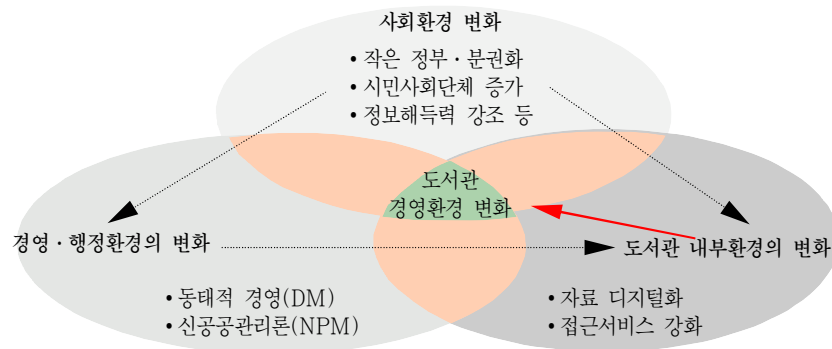 사회환경 변화
• 작은 정부·분권화
• 시민사회단체 증가
• 정보해득력 강조 등
도서관
경영환경 변화
경영·행정환경의 변화
도서관 내부환경의 변화
• 동태적 경영(DM)
• 신공공관리론(NPM)
• 자료 디지털화
• 접근서비스 강화